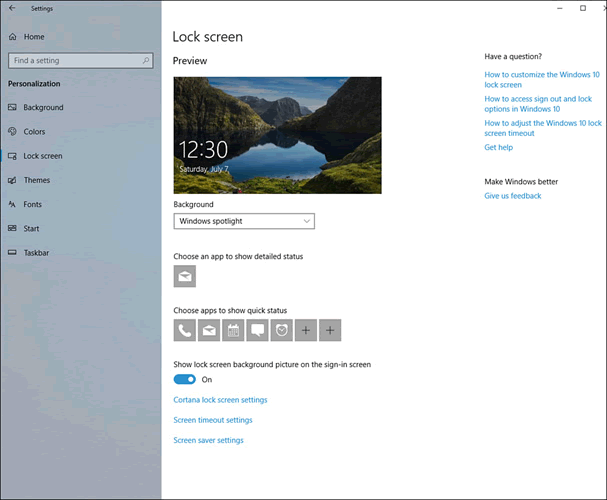 Settings
Home
Find a setting
Personalization
Background
Colors
Lock screen
Themes
Fonts
Start
Taskbar
Lock screen
Preview
12:30
Saturday, July 7
Background
Windows spotlight
Choose an app to show detailed status
Choose apps to show quick status
Show lock screen background picture on the sign-in screen
On
Cortana lock screen settings
Screen timeout settings
Screen saver settings
Have a question?
How to customize the Windows 10
lock screen
How to access sign out and lock
options in Windows 10
How to adjust the Windows 10 lock
screen timeout
Get help
Make Windows better
Give us feedback